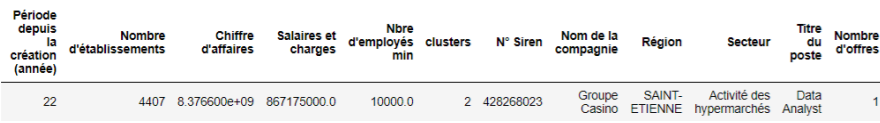 Période depuis la création (année) Nombre d'établissements Chiffre d'affaires Salaires et charges Nbre d'employés min clusters N° Siren Nom de la compagnie Région Secteur Titre du poste Nombre d'offres
22 4407 8.376600e+09 867175000.0 10000.0 2 428268023 Groupe Casino SAINT-ETIENNE Activité des hypermarchés Data Analyst 1